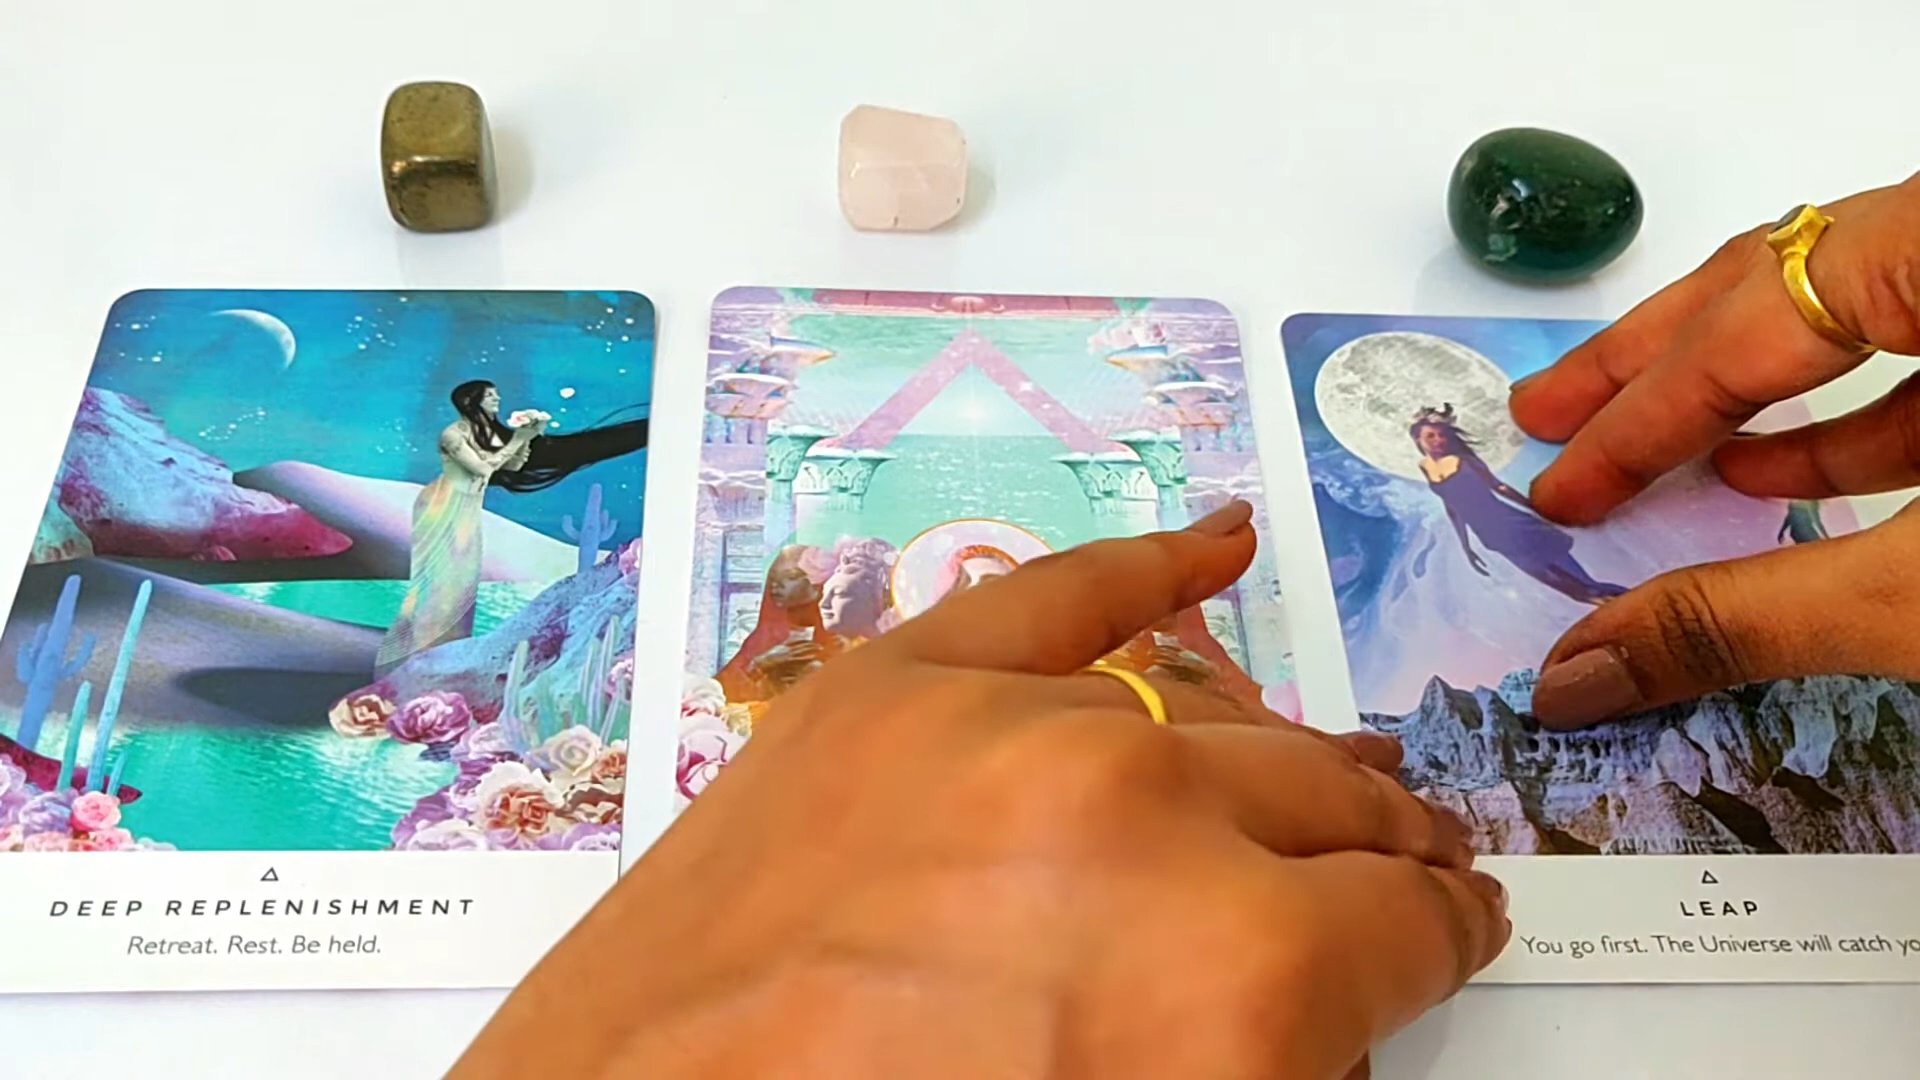 DEEP REPLENISHMENT
Retreat. Rest. Be held.
LEAP
You go first. The Universe will catch